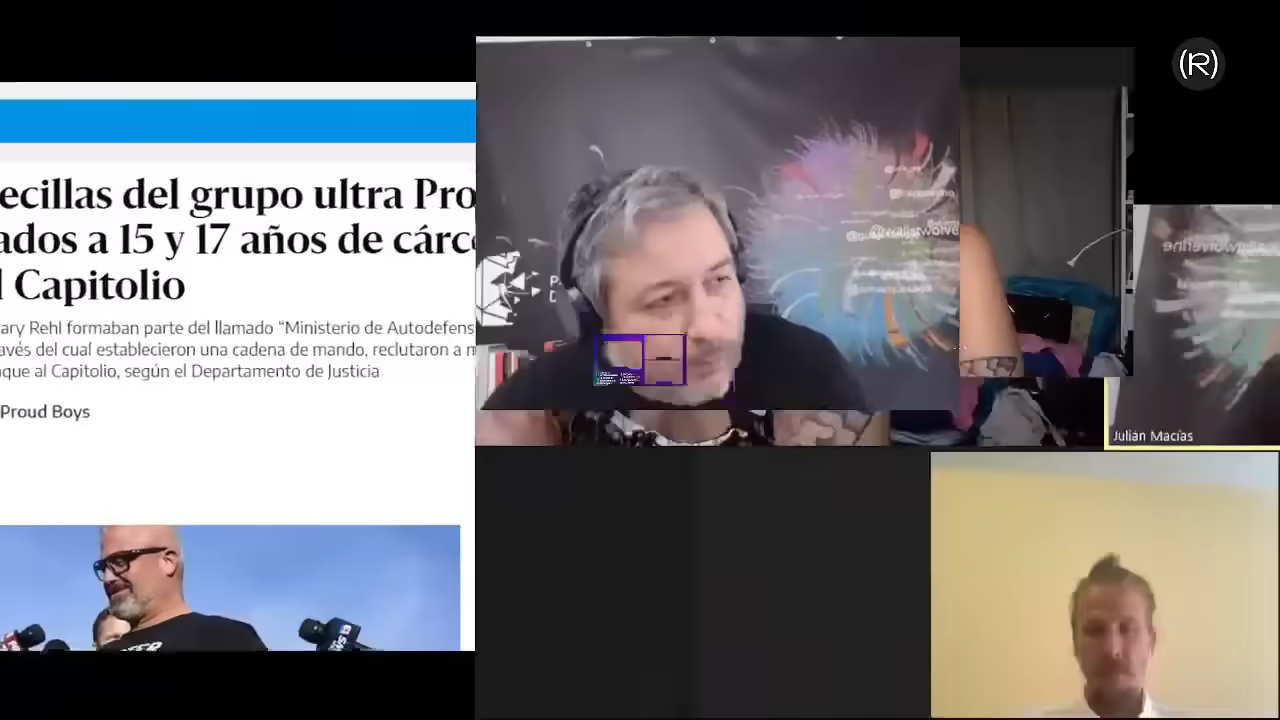 ecillas del grupo ultra Pro
ados a 15 y 17 años de cárc
l Capitolio
ary Rehl formaban parte del llamado “Ministerio de Autodefens
avés del cual establecieron una cadena de mando, reclutaron a
que al Capitolio, según el Departamento de Justicia
Proud Boys
@wallstwolve
Julián Macías
(R)